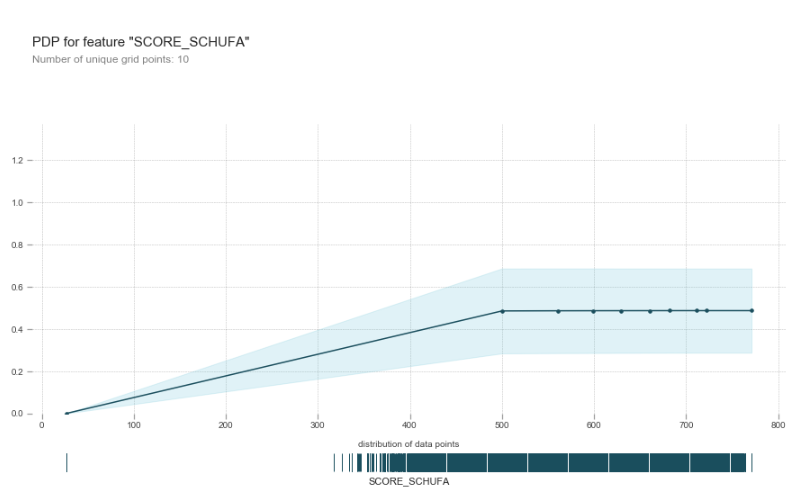 PDP for feature "SCORE_SCHUFA"
Number of unique grid points: 10
1.2
1.0
0.8
0.6
0.4
0.2
0.0
0 100 200 300 400 500 600 700 800
distribution of data points
SCORE_SCHUFA